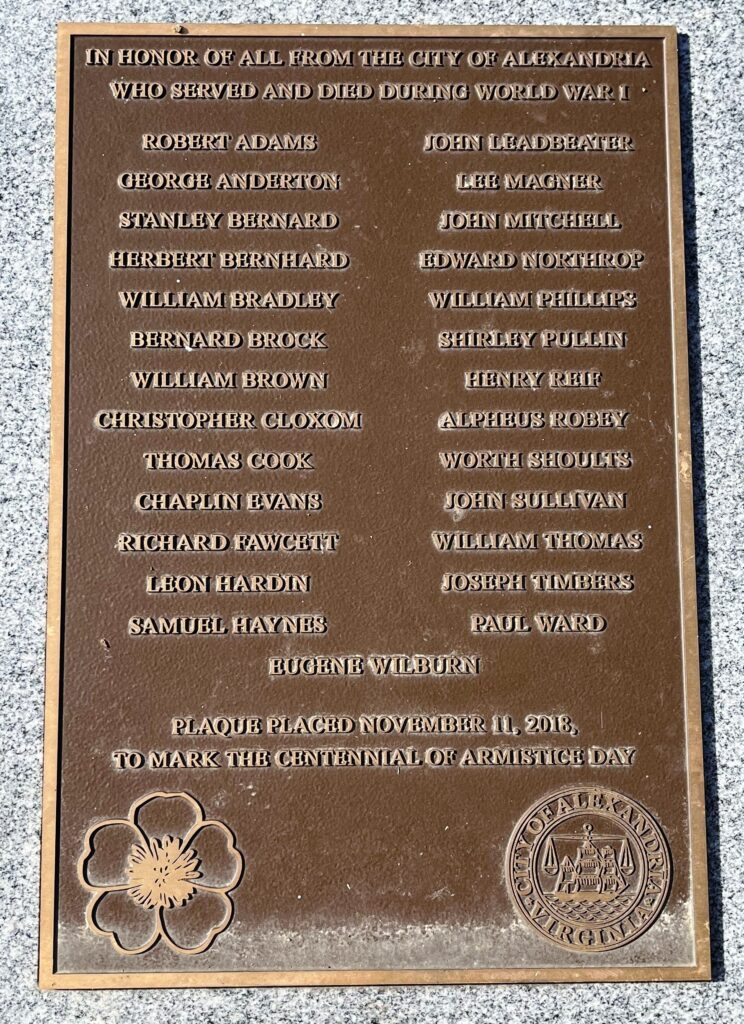 IN HONOR OF ALL FROM THE CITY OF ALEXANDRIA
WHO SERVED AND DIED DURING WORLD WAR I
ROBERT ADAMS
GEORGE ANDERTON
STANLEY BERNARD
HERBERT BERNHARD
WILLIAM BRADLEY
BERNARD BROCK
WILLIAM BROWN
CHRISTOPHER CLOXOM
THOMAS COOK
CHAPLIN EVANS
RICHARD FAWCETT
LEON HARDIN
SAMUEL HAYNES
JOHN LEADBEATER
LEE MAGNER
JOHN MITCHELL
EDWARD NORTHROP
WILLIAM PHILLIPS
SHIRLEY PULLIN
HENRY REIF
ALPHEUS ROBEY
WORTH SHOULTS
JOHN SULLIVAN
WILLIAM THOMAS
JOSEPH TIMBERS
PAUL WARD
EUGENE WILBURN
PLAQUE PLACED NOVEMBER 11, 2018,
TO MARK THE CENTENNIAL OF ARMISTICE DAY
CITY OF ALEXANDRIA
VIRGINIA